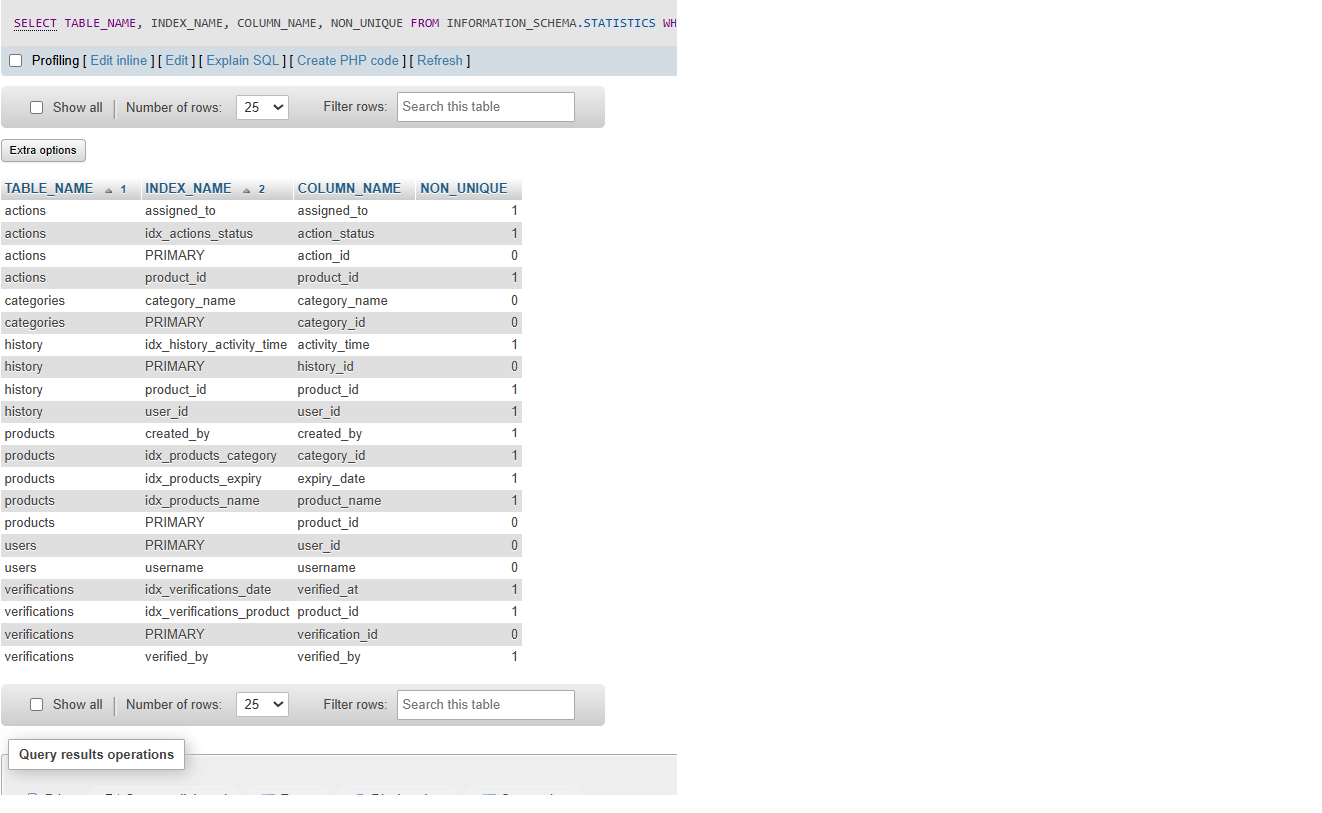 SELECT TABLE_NAME, INDEX_NAME, COLUMN_NAME, NON_UNIQUE FROM INFORMATION_SCHEMA.STATISTICS WH
Profiling [ Edit inline ] [ Edit ] [ Explain SQL ] [ Create PHP code ] [ Refresh ]
Show all Number of rows: 25 Filter rows: Search this table
Extra options
TABLE_NAME 1 INDEX_NAME 2 COLUMN_NAME NON_UNIQUE
actions assigned_to assigned_to 1
actions idx_actions_status action_status 1
actions PRIMARY action_id 0
actions product_id product_id 1
categories category_name category_name 0
categories PRIMARY category_id 0
history idx_history_activity_time activity_time 1
history PRIMARY history_id 0
history product_id product_id 1
history user_id user_id 1
products created_by created_by 1
products idx_products_category category_id 1
products idx_products_expiry expiry_date 1
products idx_products_name product_name 1
products PRIMARY product_id 0
users PRIMARY user_id 0
users username username 0
verifications idx_verifications_date verified_at 1
verifications idx_verifications_product product_id 1
verifications PRIMARY verification_id 0
verifications verified_by verified_by 1
Show all Number of rows: 25 Filter rows: Search this table
Query results operations